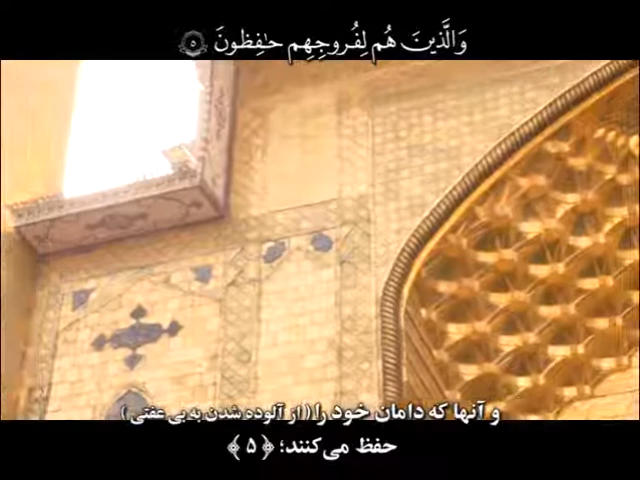 وَالَّذِينَ هُمْ لِفُرُوجِهِمْ حَافِظُونَ ۝٥
و آنها که دامان خود را(از آلوده شدن به بی عفتی)
حفظ می‌کنند؛ ﴿۵﴾